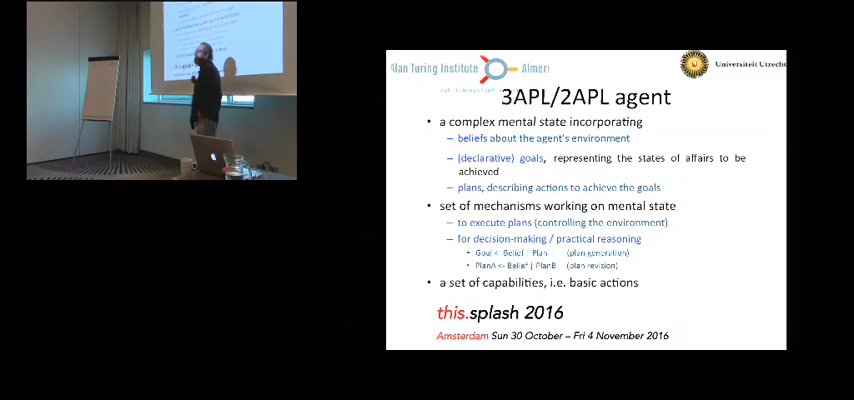 Alan Turing Institute Almere
Universiteit Utrecht
3APL/2APL agent
• a complex mental state incorporating
– beliefs about the agent's environment
– (declarative) goals, representing the states of affairs to be
achieved
– plans, describing actions to achieve the goals
• set of mechanisms working on mental state
– to execute plans (controlling the environment)
– for decision-making / practical reasoning
• Goal <- Belief | Plan (plan generation)
• PlanA <- Belief | PlanB (plan revision)
• a set of capabilities, i.e. basic actions
this.splash 2016
Amsterdam Sun 30 October – Fri 4 November 2016